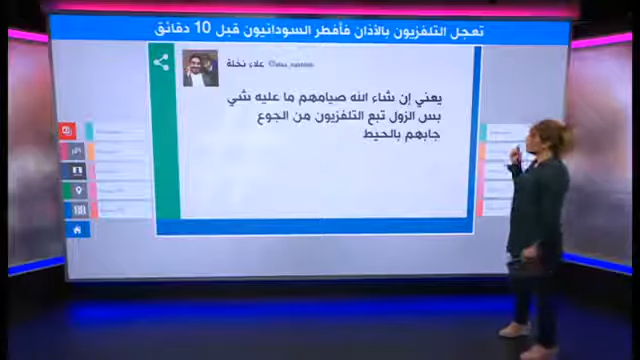 تعجل التلفزيون بالأذان فأفطر السودانيون قبل 10 دقائق
علاء نخلة
يعني إن شاء الله صيامهم ما عليه شي
بس الزول تبع التلفزيون من الجوع
جابهم بالحيط